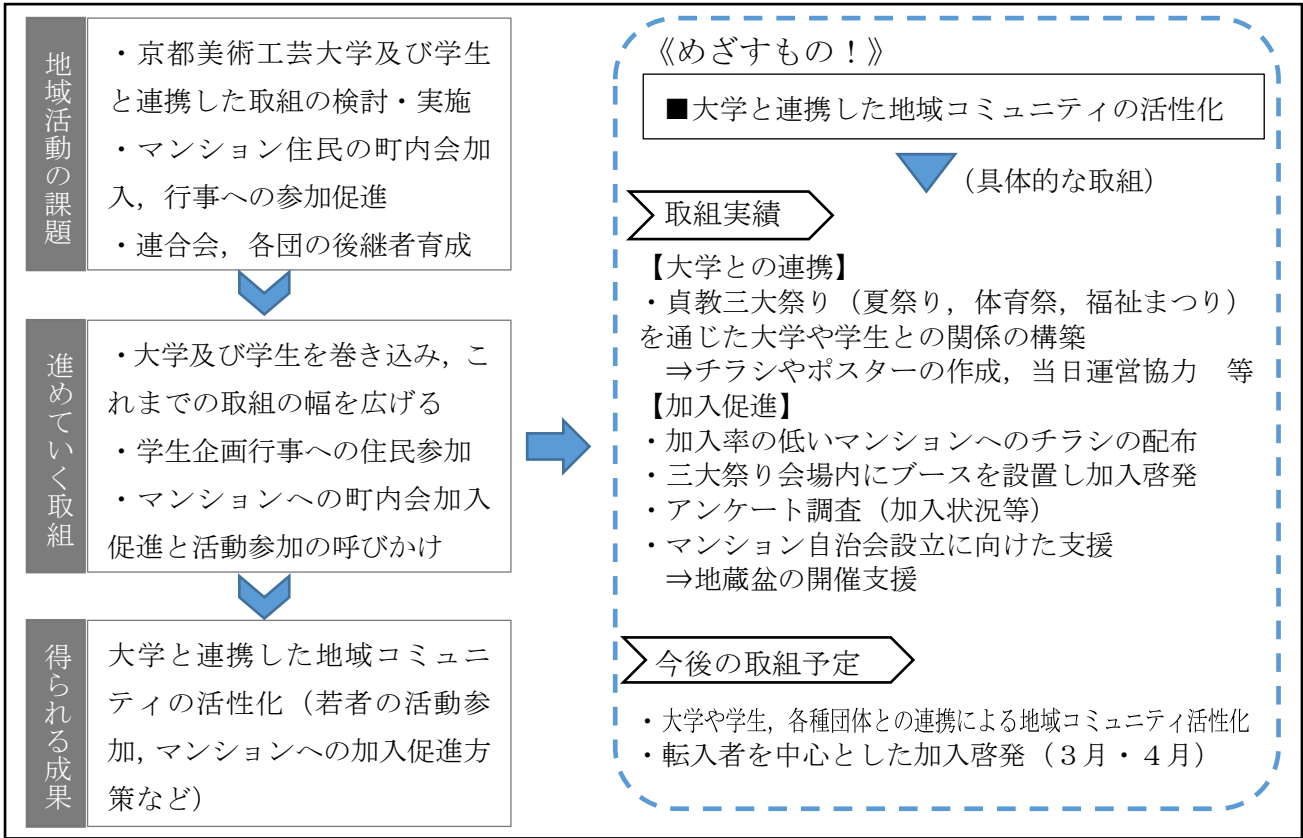 地域活動の課題
・京都美術工芸大学及び学生
と連携した取組の検討・実施
・マンション住民の町内会加
入，行事への参加促進
・連合会，各団の後継者育成
進めていく取組
・大学及び学生を巻き込み，こ
れまでの取組の幅を広げる
・学生企画行事への住民参加
・マンションへの町内会加入
促進と活動参加の呼びかけ
得られる成果
大学と連携した地域コミュニ
ティの活性化（若者の活動参
加，マンションへの加入促進方
策など）
《めざすもの！》
■大学と連携した地域コミュニティの活性化
（具体的な取組）
取組実績
【大学との連携】
・貞教三大祭り（夏祭り，体育祭，福祉まつり）
を通じた大学や学生との関係の構築
⇒チラシやポスターの作成，当日運営協力　等
【加入促進】
・加入率の低いマンションへのチラシの配布
・三大祭り会場内にブースを設置し加入啓発
・アンケート調査（加入状況等）
・マンション自治会設立に向けた支援
⇒地蔵盆の開催支援
今後の取組予定
・大学や学生，各種団体との連携による地域コミュニティ活性化
・転入者を中心とした加入啓発（３月・４月）